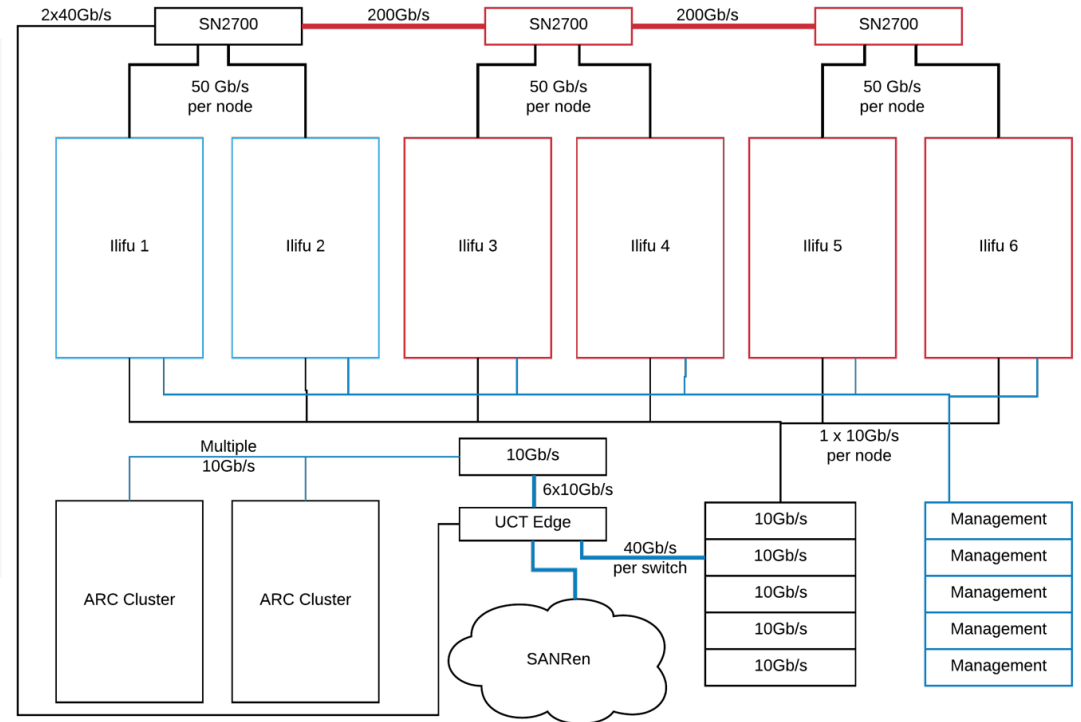 2x40Gb/s
SN2700
200Gb/s
SN2700
200Gb/s
SN2700
50 Gb/s
per node
50 Gb/s
per node
50 Gb/s
per node
Ilifu 1
Ilifu 2
Ilifu 3
Ilifu 4
Ilifu 5
Ilifu 6
1 x 10Gb/s
per node
Multiple
10Gb/s
10Gb/s
6x10Gb/s
UCT Edge
40Gb/s
per switch
ARC Cluster
ARC Cluster
SANRen
10Gb/s
10Gb/s
10Gb/s
10Gb/s
10Gb/s
Management
Management
Management
Management
Management